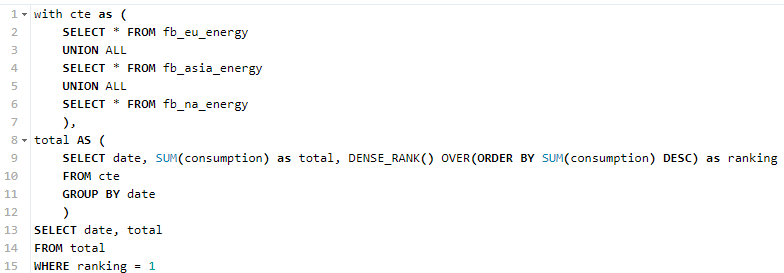 1 with cte as (
2 SELECT * FROM fb_eu_energy
3 UNION ALL
4 SELECT * FROM fb_asia_energy
5 UNION ALL
6 SELECT * FROM fb_na_energy
7 ),
8 total AS (
9 SELECT date, SUM(consumption) as total, DENSE_RANK() OVER(ORDER BY SUM(consumption) DESC) as ranking
10 FROM cte
11 GROUP BY date
12 )
13 SELECT date, total
14 FROM total
15 WHERE ranking = 1